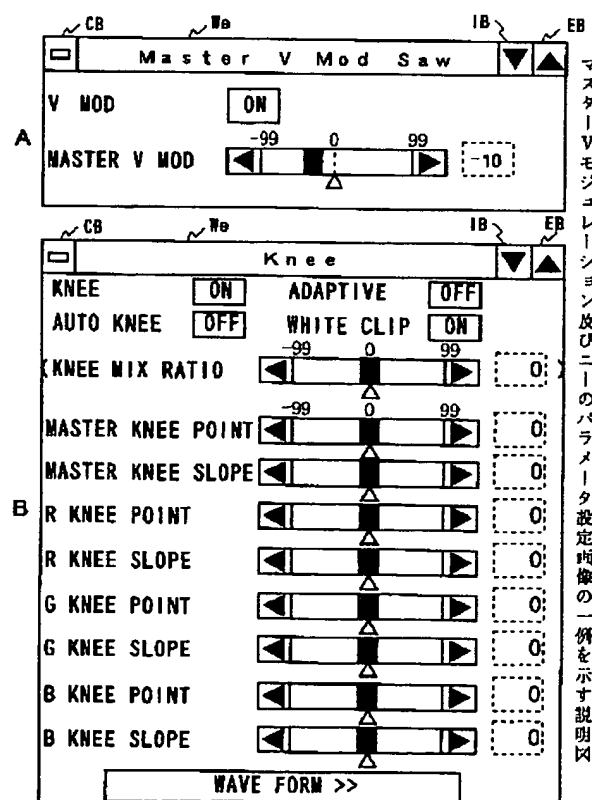 CB We IB EB
Master V Mod Saw
V MOD ON
A
-99 0 99
MASTER V MOD -10
CB We IB EB
Knee
KNEE ON ADAPTIVE OFF
AUTO KNEE OFF WHITE CLIP ON
-99 0 99
(KNEE MIX RATIO 0)
-99 0 99
MASTER KNEE POINT 0
MASTER KNEE SLOPE 0
B
R KNEE POINT 0
R KNEE SLOPE 0
G KNEE POINT 0
G KNEE SLOPE 0
B KNEE POINT 0
B KNEE SLOPE 0
WAVE FORM >>
マスターVモジュレーション及びニーのパラメータ設定画像の一例を示す説明図